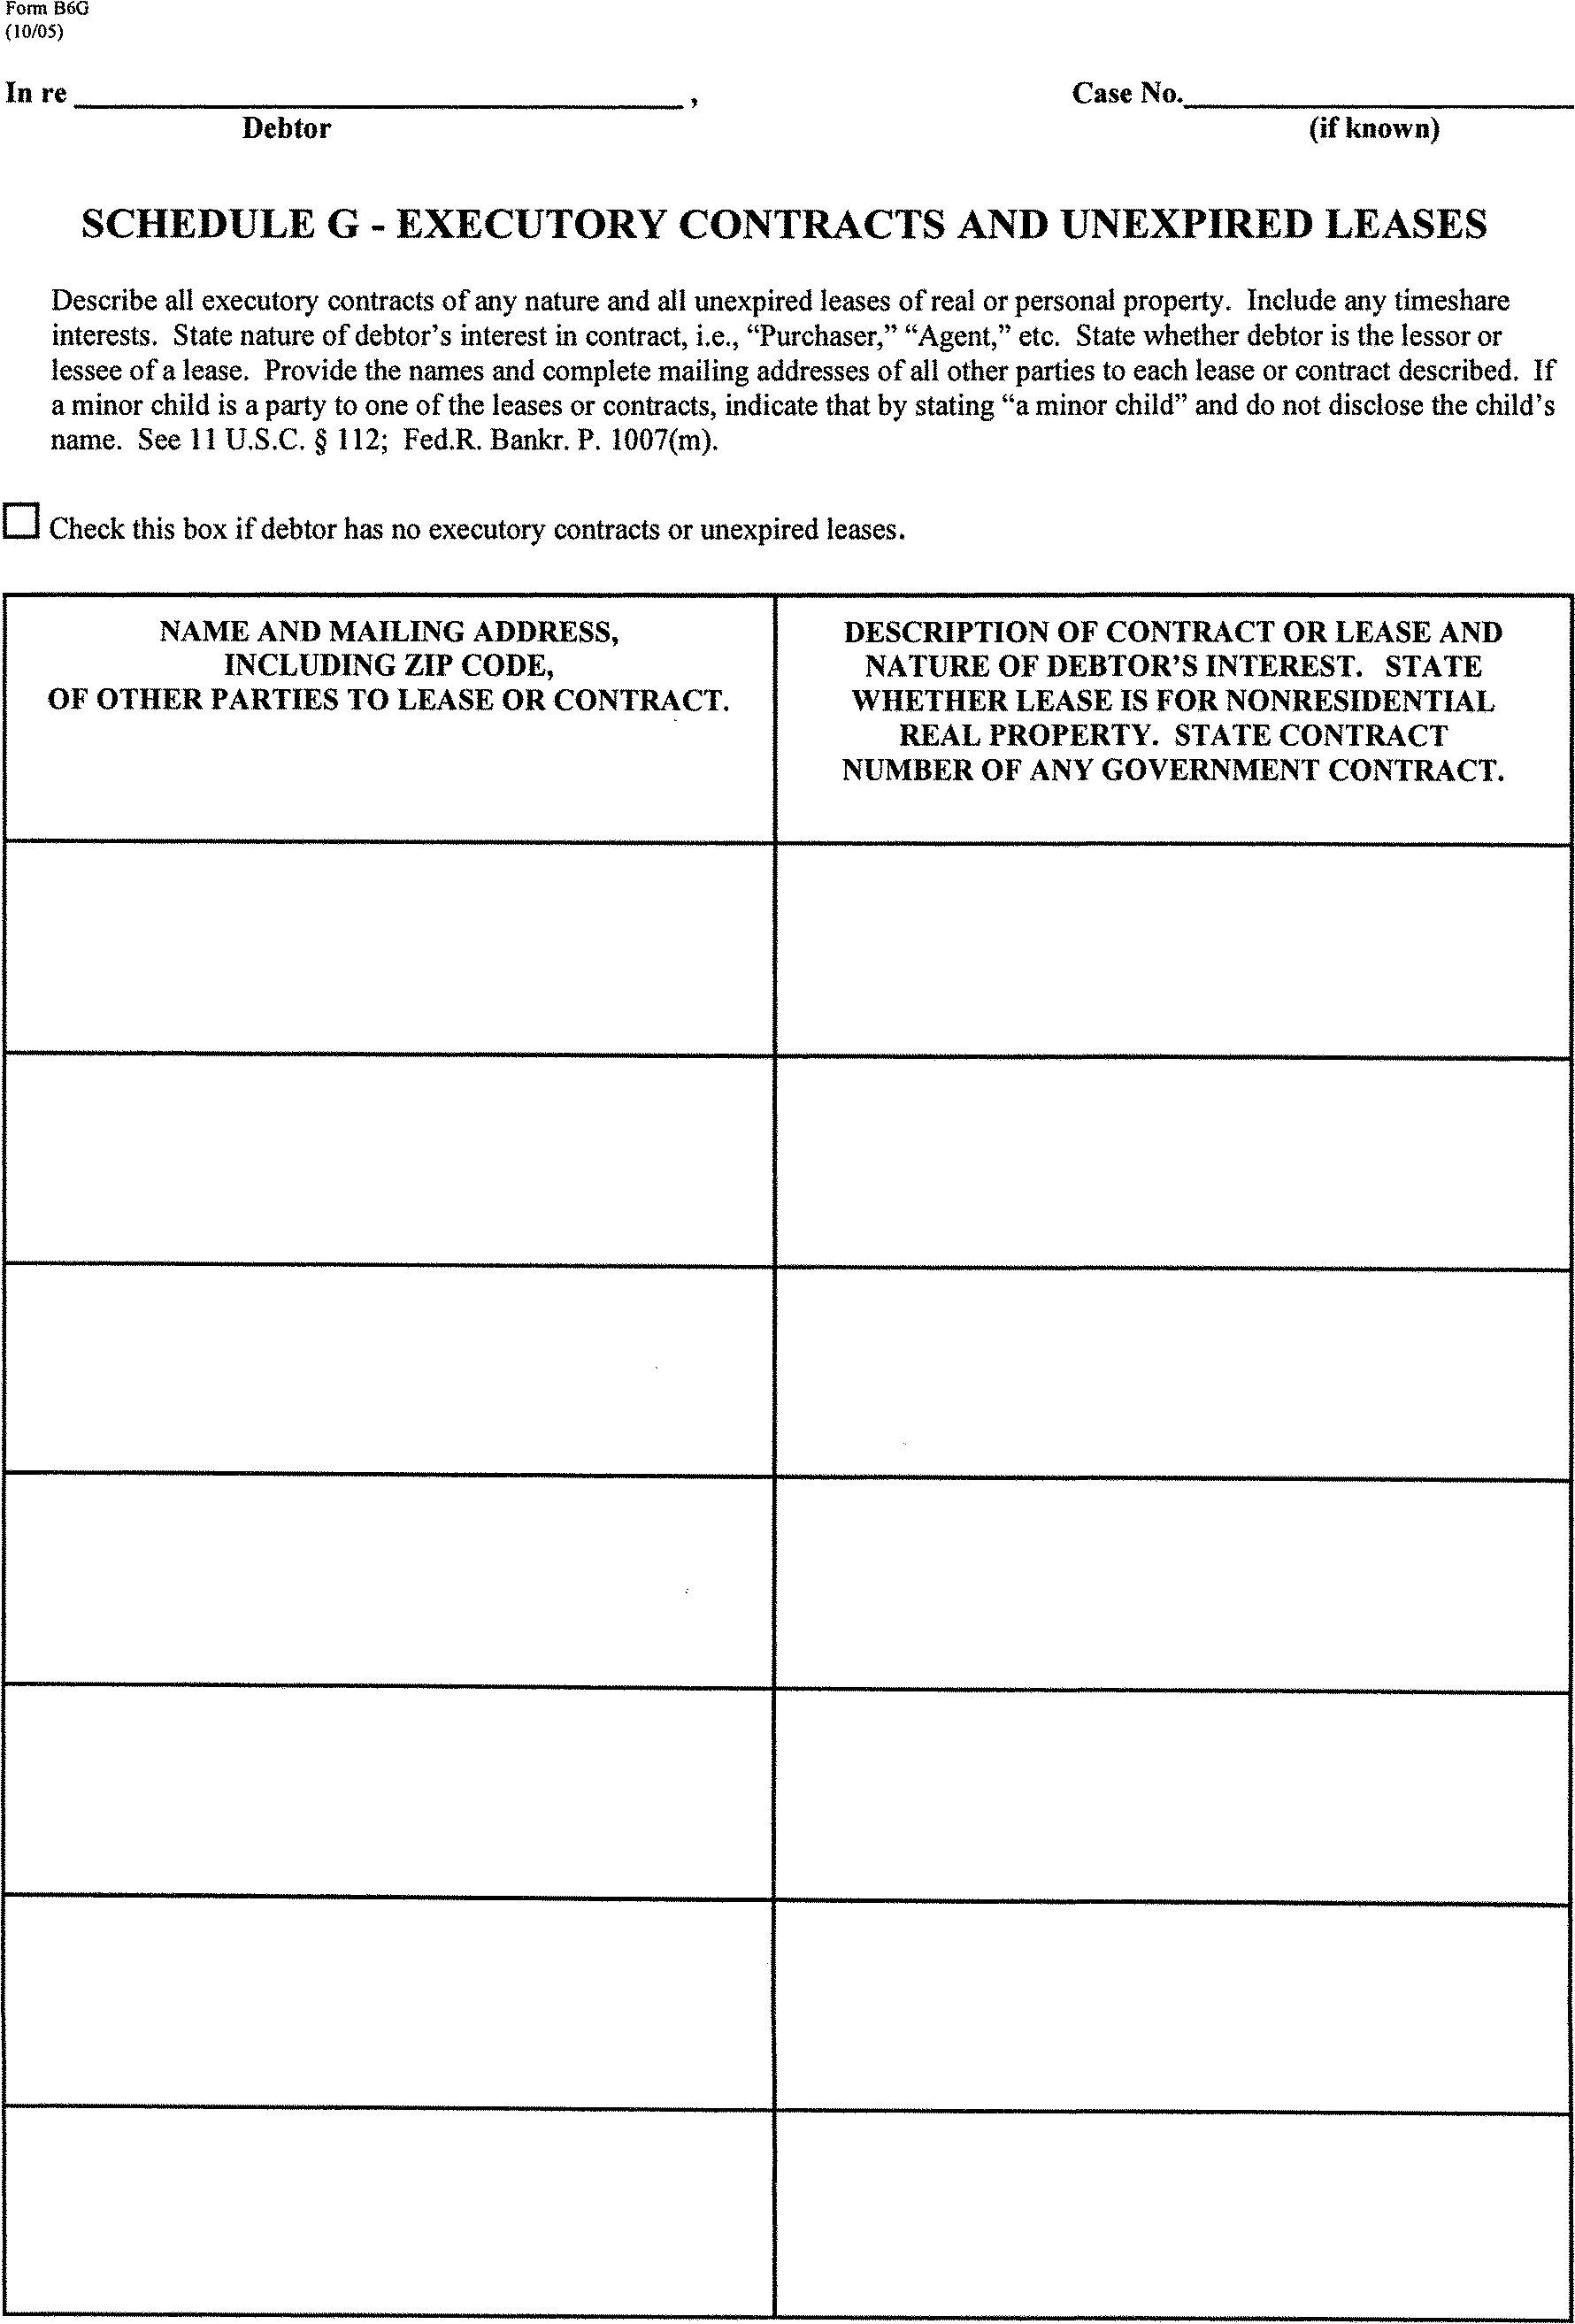 Form B6G
(10/05)
In re ,
Case No.
Debtor
(if known)
SCHEDULE G - EXECUTORY CONTRACTS AND UNEXPIRED LEASES
Describe all executory contracts of any nature and all unexpired leases of real or personal property. Include any timeshare
interests. State nature of debtor's interest in contract, i.e., “Purchaser,” “Agent,” etc. State whether debtor is the lessor or
lessee of a lease. Provide the names and complete mailing addresses of all other parties to each lease or contract described. If
a minor child is a party to one of the leases or contracts, indicate that by stating “a minor child” and do not disclose the child's
name. See 11 U.S.C. § 112; Fed.R. Bankr. P. 1007(m).
Check this box if debtor has no executory contracts or unexpired leases.
NAME AND MAILING ADDRESS,
INCLUDING ZIP CODE,
OF OTHER PARTIES TO LEASE OR CONTRACT.
DESCRIPTION OF CONTRACT OR LEASE AND
NATURE OF DEBTOR'S INTEREST. STATE
WHETHER LEASE IS FOR NONRESIDENTIAL
REAL PROPERTY. STATE CONTRACT
NUMBER OF ANY GOVERNMENT CONTRACT.